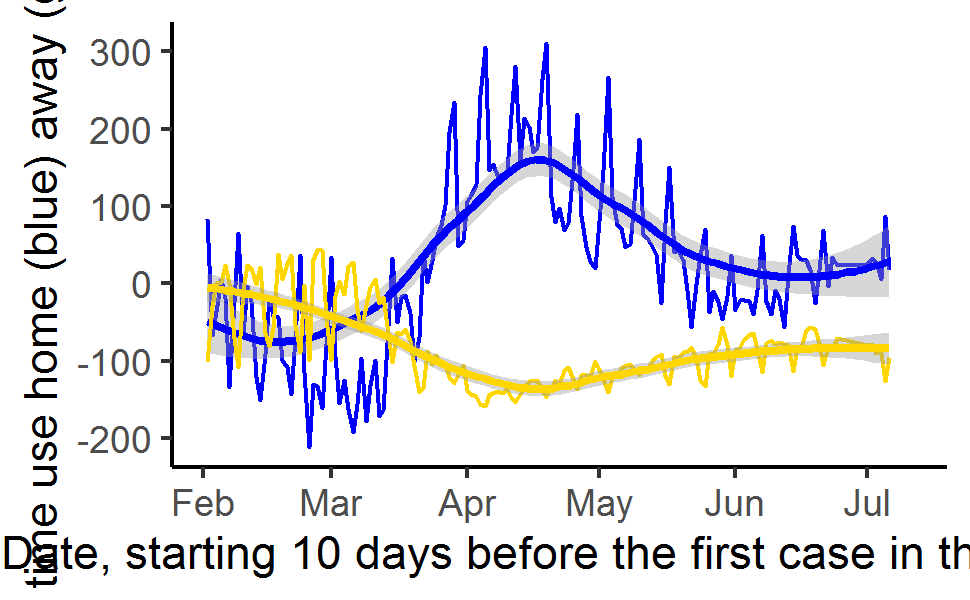 time use home (blue) away (g
300
200
100
0
-100
-200
Feb Mar Apr May Jun Jul
Date, starting 10 days before the first case in th